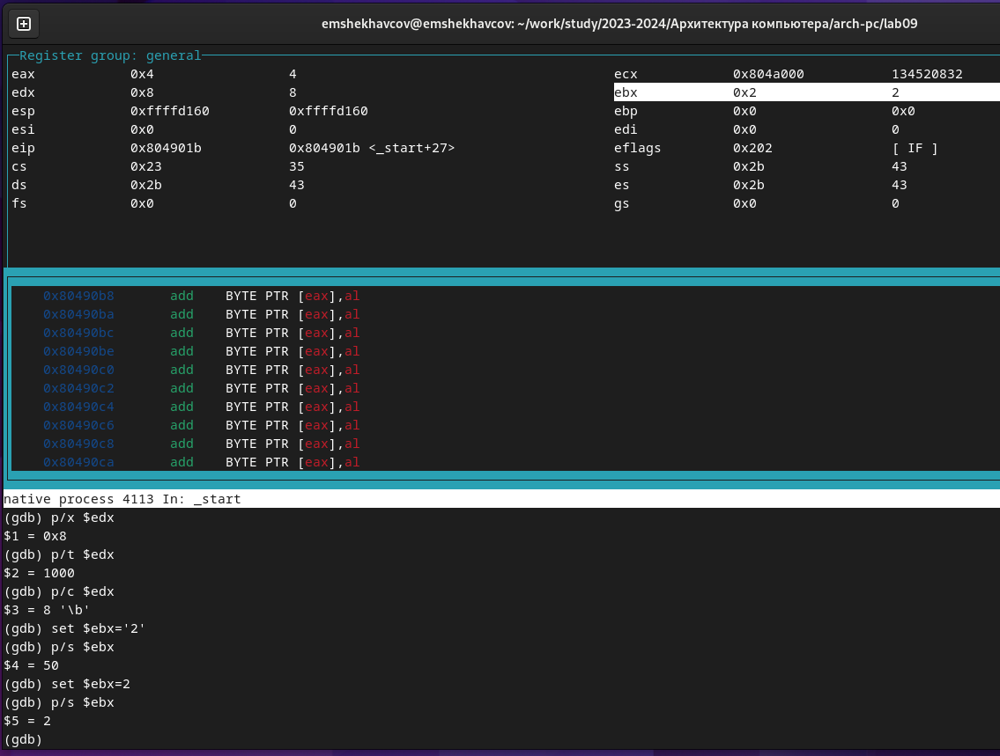 emshekhavcov@emshekhavcov: ~/work/study/2023-2024/Архитектура компьютера/arch-pc/lab09
Register group: general
eax 0x4 4 ecx 0x804a000 134520832
edx 0x8 8 ebx 0x2 2
esp 0xffffd160 0xffffd160 ebp 0x0 0x0
esi 0x0 0 edi 0x0 0
eip 0x804901b 0x804901b <_start+27> eflags 0x202 [ IF ]
cs 0x23 35 ss 0x2b 43
ds 0x2b 43 es 0x2b 43
fs 0x0 0 gs 0x0 0
0x80490b8 add BYTE PTR [eax],al
0x80490ba add BYTE PTR [eax],al
0x80490bc add BYTE PTR [eax],al
0x80490be add BYTE PTR [eax],al
0x80490c0 add BYTE PTR [eax],al
0x80490c2 add BYTE PTR [eax],al
0x80490c4 add BYTE PTR [eax],al
0x80490c6 add BYTE PTR [eax],al
0x80490c8 add BYTE PTR [eax],al
0x80490ca add BYTE PTR [eax],al
native process 4113 In: _start
(gdb) p/x $edx
$1 = 0x8
(gdb) p/t $edx
$2 = 1000
(gdb) p/c $edx
$3 = 8 '\b'
(gdb) set $ebx='2'
(gdb) p/s $ebx
$4 = 50
(gdb) set $ebx=2
(gdb) p/s $ebx
$5 = 2
(gdb)